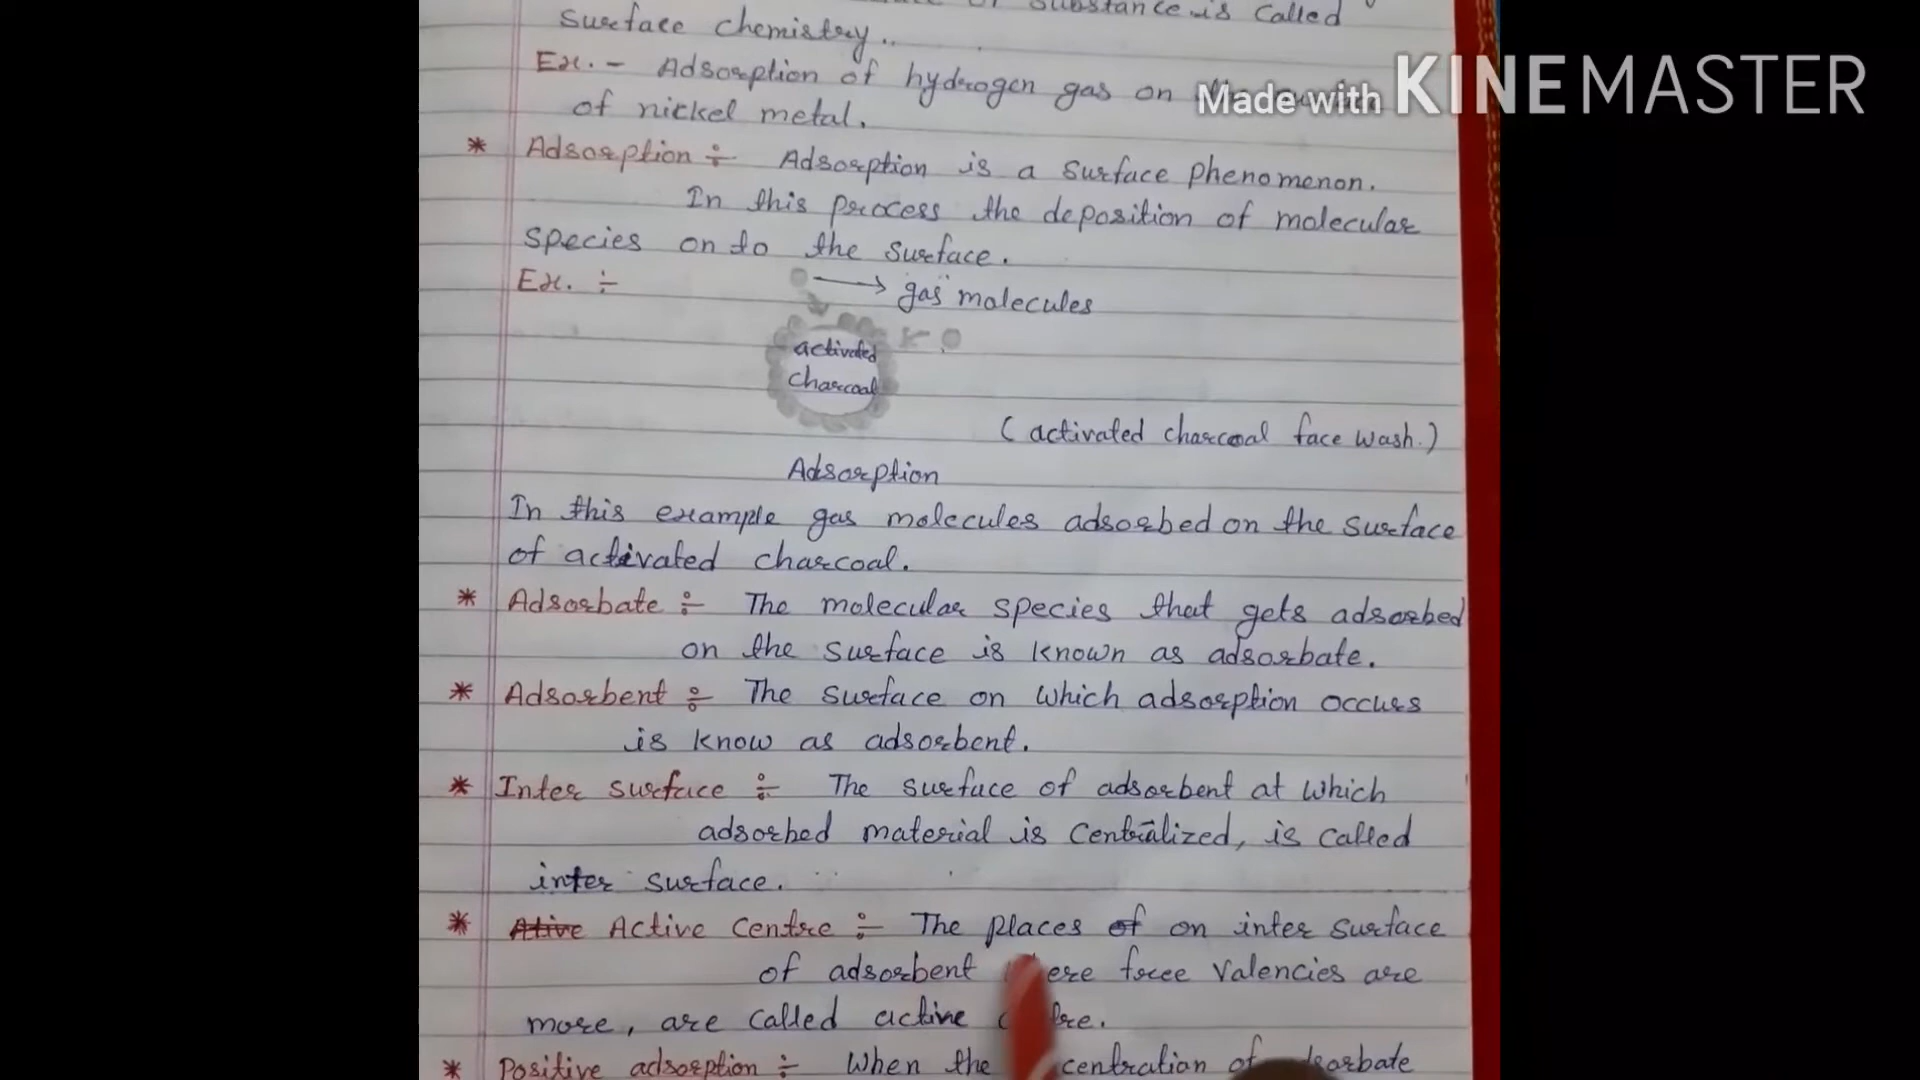 substance is called
surface chemistry..
Ex. - Adsorption of hydrogen gas on
of nickel metal.
Made with KINEMASTER
* Adsorption ÷ Adsorption is a surface phenomenon.
In this process the deposition of molecular
species on to the surface.
Ex. ÷
→ gas molecules
activated
charcoal
(activated charcoal face wash.)
Adsorption
In this example gas molecules adsorbed on the surface
of activated charcoal.
* Adsorbate ÷ The molecular species that gets adsorbed
on the surface is known as adsorbate.
* Adsorbent ÷ The surface on which adsorption occurs
is know as adsorbent.
* Inter surface ÷ The surface of adsorbent at which
adsorbed material is centralized, is called
inter surface.
* Ative Active Centre ÷ The places of on inter surface
of adsorbent valencies are
more, are called active
* Positive adsorption ÷ When the